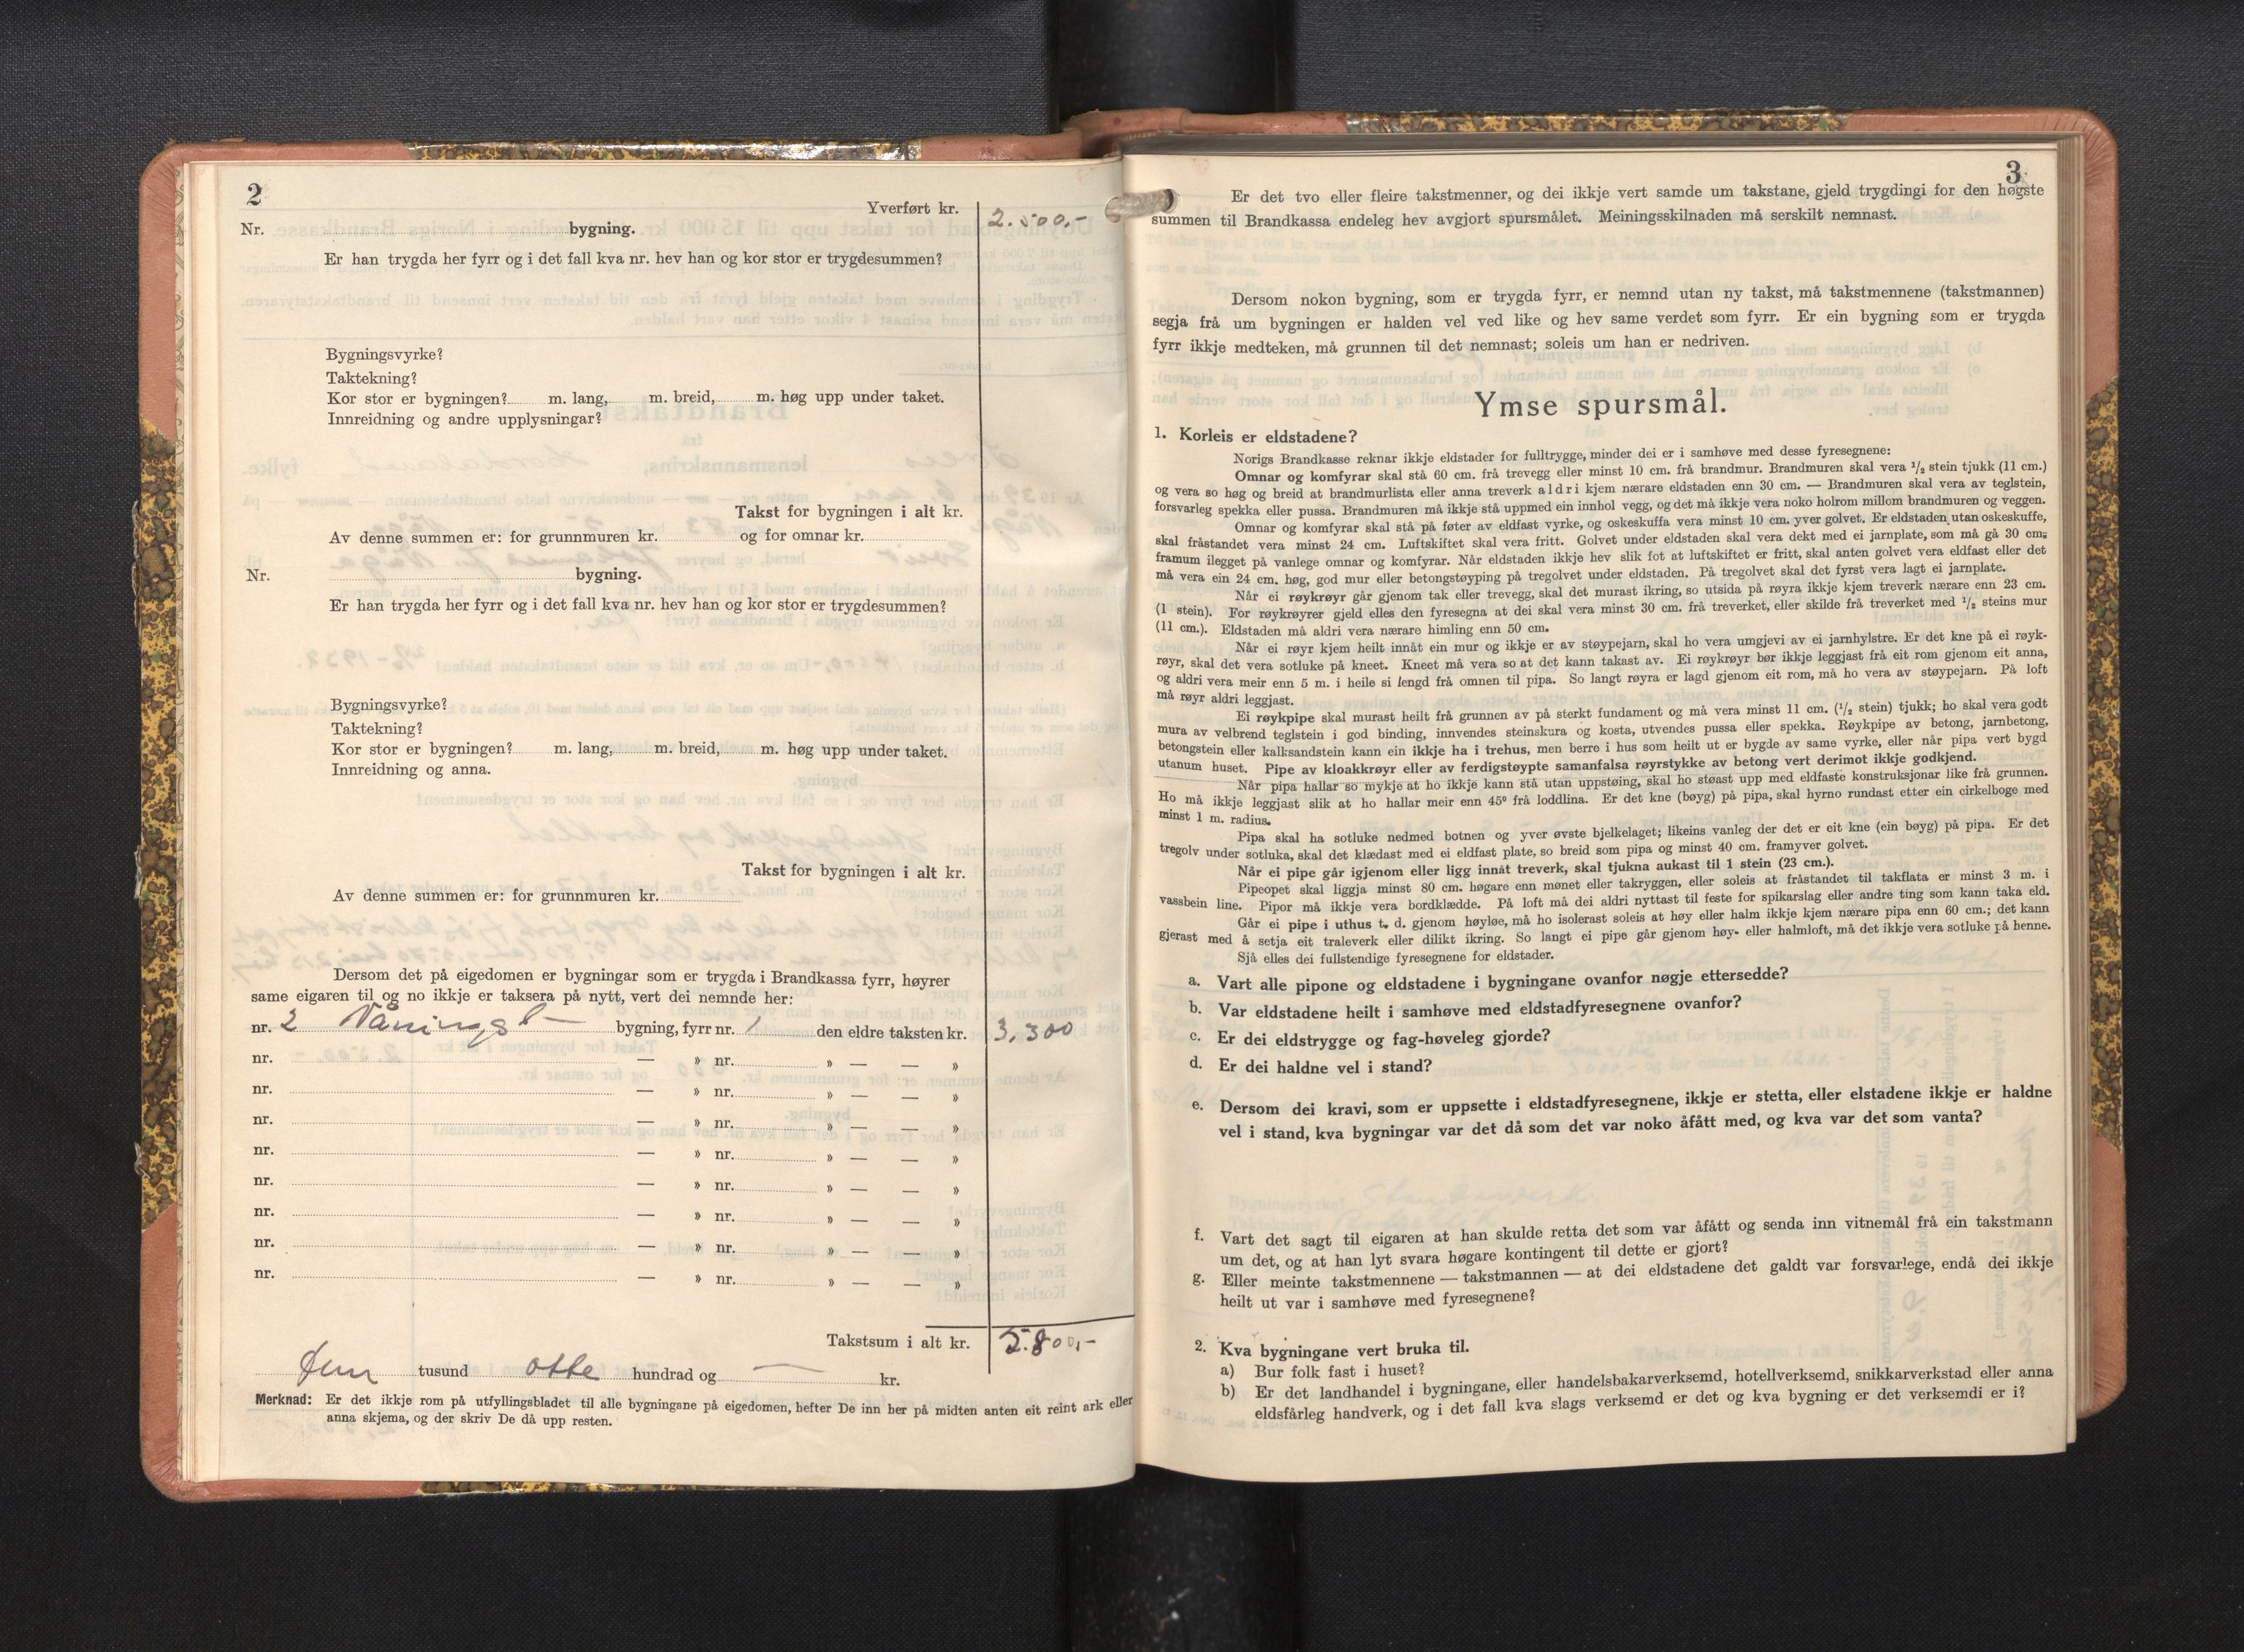 2
Yverført kr. 2.500,-
Nr. bygning.
Er han trygda her fyrr og i det fall kva nr. hev han og kor stor er trygdesummen?
Bygningsvyrke?
Taktekning?
Kor stor er bygningen? m. lang, m. breid, m. høg upp under taket.
Innreidning og andre upplysningar?
Takst for bygningen i alt kr.
Av denne summen er: for grunnmuren kr. og for omnar kr.
Nr. bygning.
Er han trygda her fyrr og i det fall kva nr. hev han og kor stor er trygdesummen?
Bygningsvyrke?
Taktekning?
Kor stor er bygningen? m. lang, m. breid, m. høg upp under taket.
Innreidning og anna.
Takst for bygningen i alt kr.
Av denne summen er: for grunnmuren kr.
Dersom det på eigedomen er bygningar som er trygda i Brandkassa fyrr, høyrer
same eigaren til og no ikkje er taksera på nytt, vert dei nemnde her:
nr. 2 Våningsb— bygning, fyrr nr. 1 den eldre taksten kr. 3.300
nr. — » nr. » — — »
nr. — » nr. » — — »
nr. — » nr. » — — »
nr. — » nr. » — — »
nr. — » nr. » — — »
nr. — » nr. » — — »
nr. — » nr. » — — »
nr. — » nr. » — — »
Takstsum i alt kr. 5.800,-
fem tusund otte hundrad og — kr.
Merknad: Er det ikkje rom på utfyllingsbladet til alle bygningane på eigedomen, hefter De inn her på midten anten eit reint ark eller
anna skjema, og der skriv De då upp resten.
3
Er det tvo eller fleire takstmenner, og dei ikkje vert samde um takstane, gjeld trygdingi for den høgste
summen til Brandkassa endeleg hev avgjort spursmålet. Meiningsskilnaden må serskilt nemnast.
Dersom nokon bygning, som er trygda fyrr, er nemnd utan ny takst, må takstmennene (takstmannen)
segja frå um bygningen er halden vel ved like og hev same verdet som fyrr. Er ein bygning som er trygda
fyrr ikkje medteken, må grunnen til det nemnast; soleis um han er nedriven.
Ymse spursmål.
1. Korleis er eldstadene?
Norigs Brandkasse reknar ikkje eldstader for fulltrygge, minder dei er i samhøve med desse fyresegnene:
Omnar og komfyrar skal stå 60 cm. frå trevegg eller minst 10 cm. frå brandmur. Brandmuren skal vera 1/2 stein tjukk (11 cm.)
og vera so høg og breid at brandmurlista eller anna treverk aldri kjem nærare eldstaden enn 30 cm. — Brandmuren skal vera av teglstein,
forsvarleg spekka eller pussa. Brandmuren må ikkje stå uppmed ein innhol vegg, og det må ikkje vera noko holrom millom brandmuren og veggen.
Omnar og komfyrar skal stå på føter av eldfast vyrke, og oskeskuffa vera minst 10 cm. yver golvet. Er eldstaden utan oskeskuffe,
skal fråstandet vera minst 24 cm. Luftskiftet skal vera fritt. Golvet under eldstaden skal vera dekt med ei jarnplate, som må gå 30 cm.
framum ilegget på vanlege omnar og komfyrar. Når eldstaden ikkje hev slik fot at luftskiftet er fritt, skal anten golvet vera eldfast eller det
må vera ein 24 cm. høg, god mur eller betongstøyping på tregolvet under eldstaden. På tregolvet skal det fyrst vera lagt ei jarnplate.
Når ei røykrøyr går gjenom tak eller trevegg, skal det murast ikring, so utsida på røyra ikkje kjem treverk nærare enn 23 cm.
(1 stein). For røykrøyrer gjeld elles den fyresegna at dei skal vera minst 30 cm. frå treverket, eller skilde frå treverket med 1/2 steins mur
(11 cm.). Eldstaden må aldri vera nærare himling enn 50 cm.
Når ei røyr kjem heilt innåt ein mur og ikkje er av støypejarn, skal ho vera umgjevi av ei jarnhylstre. Er det kne på ei røyk-
røyr, skal det vera sotluke på kneet. Kneet må vera so at det kann takast av. Ei røykrøyr bør ikkje leggjast frå eit rom gjenom eit anna,
og aldri vera meir enn 5 m. i heile si lengd frå omnen til pipa. So langt røyra er lagd gjenom eit rom, må ho vera av støypejarn. På loft
må røyr aldri leggjast.
Ei røykpipe skal murast heilt frå grunnen av på sterkt fundament og må vera minst 11 cm. (1/2 stein) tjukk; ho skal vera godt
mura av velbrend teglstein i god binding, innvendes steinskura og kosta, utvendes pussa eller spekka. Røykpipe av betong, jarnbetong,
betongstein eller kalksandstein kann ein ikkje ha i trehus, men berre i hus som heilt ut er bygde av same vyrke, eller når pipa vert bygd
utanum huset. Pipe av kloakkrøyr eller av ferdigstøypte samanfalsa røyrstykke av betong vert derimot ikkje godkjend.
Når pipa hallar so mykje at ho ikkje kann stå utan uppstøing, skal ho støast upp med eldfaste konstruksjonar like frå grunnen.
Ho må ikkje leggjast slik at ho hallar meir enn 45° frå loddlina. Er det kne (bøyg) på pipa, skal hyrno rundast etter ein cirkelboge med
minst 1 m. radius.
Pipa skal ha sotluke nedmed botnen og yver øvste bjelkelaget; likeins vanleg der det er eit kne (ein bøyg) på pipa. Er det
tregolv under sotluka, skal det klædast med ei eldfast plate, so breid som pipa og minst 40 cm. framyver golvet.
Når ei pipe går igjenom eller ligg innåt treverk, skal tjukna aukast til 1 stein (23 cm.).
Pipeopet skal liggja minst 80 cm. høgare enn mønet eller takryggen, eller soleis at fråstandet til takflata er minst 3 m. i
vassbein line. Pipor må ikkje vera bordklædde. På loft må dei aldri nyttast til feste for spikarslag eller andre ting som kann taka eld.
Går ei pipe i uthus t. d. gjenom høyløe, må ho isolerast soleis at høy eller halm ikkje kjem nærare pipa enn 60 cm.; det kann
gjerast med å setja eit traleverk eller dilikt ikring. So langt ei pipe går gjenom høy- eller halmloft, må det ikkje vera sotluke på henne.
Sjå elles dei fullstendige fyresegnene for eldstader.
a. Vart alle pipone og eldstadene i bygningane ovanfor nøgje ettersedde?
b. Var eldstadene heilt i samhøve med eldstadfyresegnene ovanfor?
c. Er dei eldstrygge og fag-høveleg gjorde?
d. Er dei haldne vel i stand?
e. Dersom dei kravi, som er uppsette i eldstadfyresegnene, ikkje er stetta, eller elstadene ikkje er haldne
vel i stand, kva bygningar var det då som det var noko åfått med, og kva var det som vanta?
f. Vart det sagt til eigaren at han skulde retta det som var åfått og senda inn vitnemål frå ein takstmann
um det, og at han lyt svara høgare kontingent til dette er gjort?
g. Eller meinte takstmennene — takstmannen — at dei eldstadene det galdt var forsvarlege, endå dei ikkje
heilt ut var i samhøve med fyresegnene?
2. Kva bygningane vert bruka til.
a) Bur folk fast i huset?
b) Er det landhandel i bygningane, eller handelsbakarverksemd, hotellverksemd, snikkarverkstad eller anna
eldsfårleg handverk, og i det fall kva slags verksemd er det og kva bygning er det verksemdi er i?